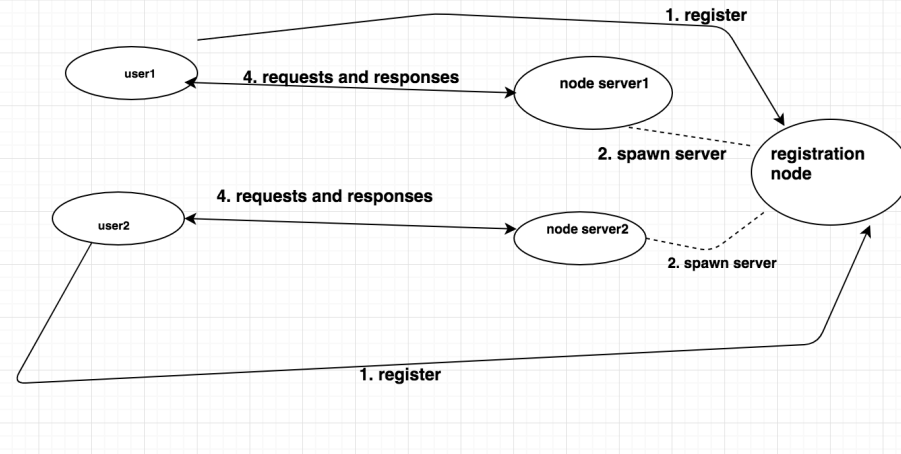 1. register
user1
4. requests and responses
node server1
2. spawn server
registration
node
4. requests and responses
user2
node server2
2. spawn server
1. register